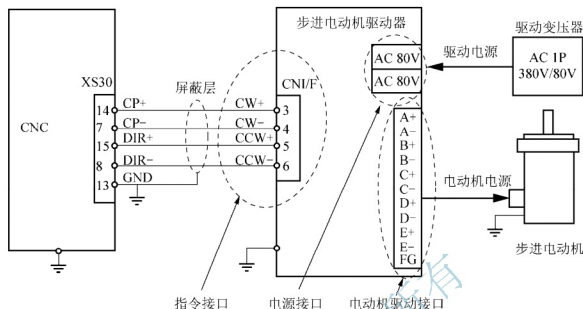 CNC
XS30
14
7
15
8
13
CP+
CP-
DIR+
DIR-
GND
屏蔽层
CNI/F
CW+
CW-
CCW+
CCW-
3
4
5
6
步进电动机驱动器
AC 80V
AC 80V
驱动电源
驱动变压器
AC 1P
380V/80V
A+
A-
B+
B-
C+
C-
D+
D-
E+
E-
FG
电动机电源
步进电动机
指令接口
电源接口
电动机驱动接口
有